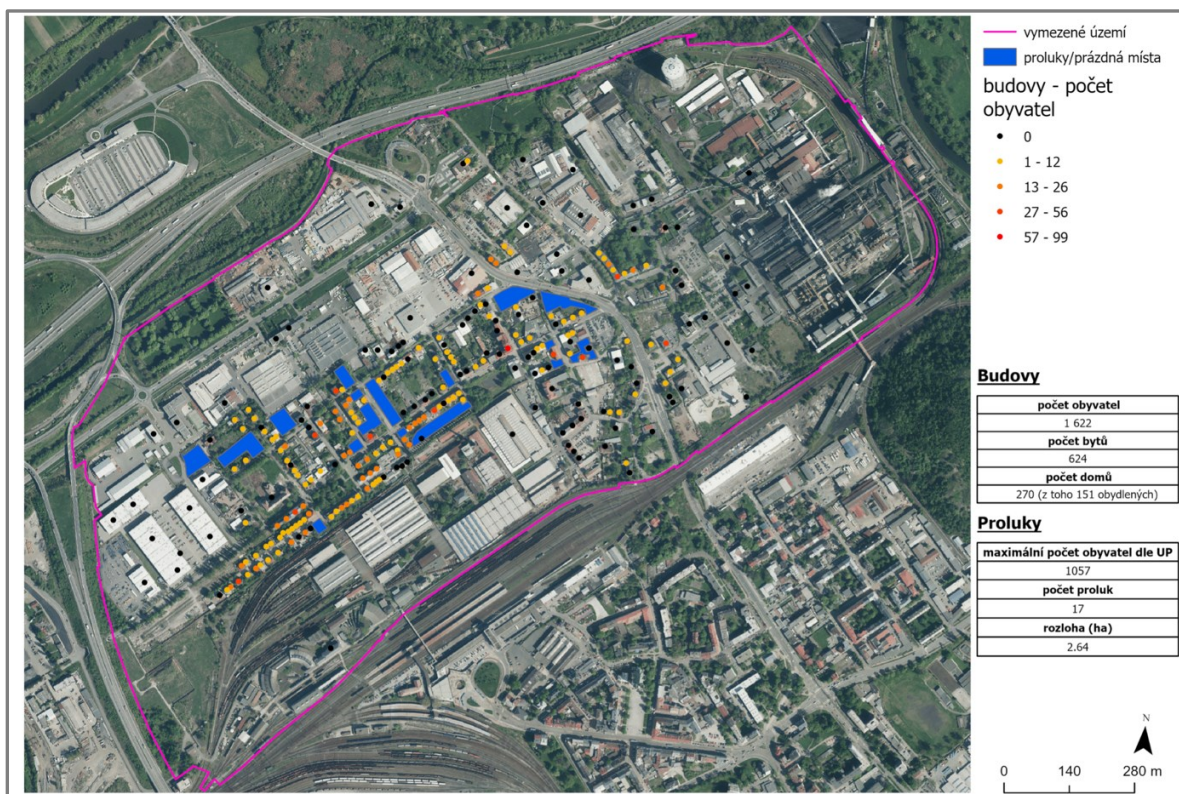 vymezené území
proluky/prázdná místa
budovy - počet
obyvatel
0
1 - 12
13 - 26
27 - 56
57 - 99
Budovy
počet obyvatel
1 622
počet bytů
624
počet domů
270 (z toho 151 obydlených)
Proluky
maximální počet obyvatel dle UP
1057
počet proluk
17
rozloha (ha)
2.64
N
0 140 280 m